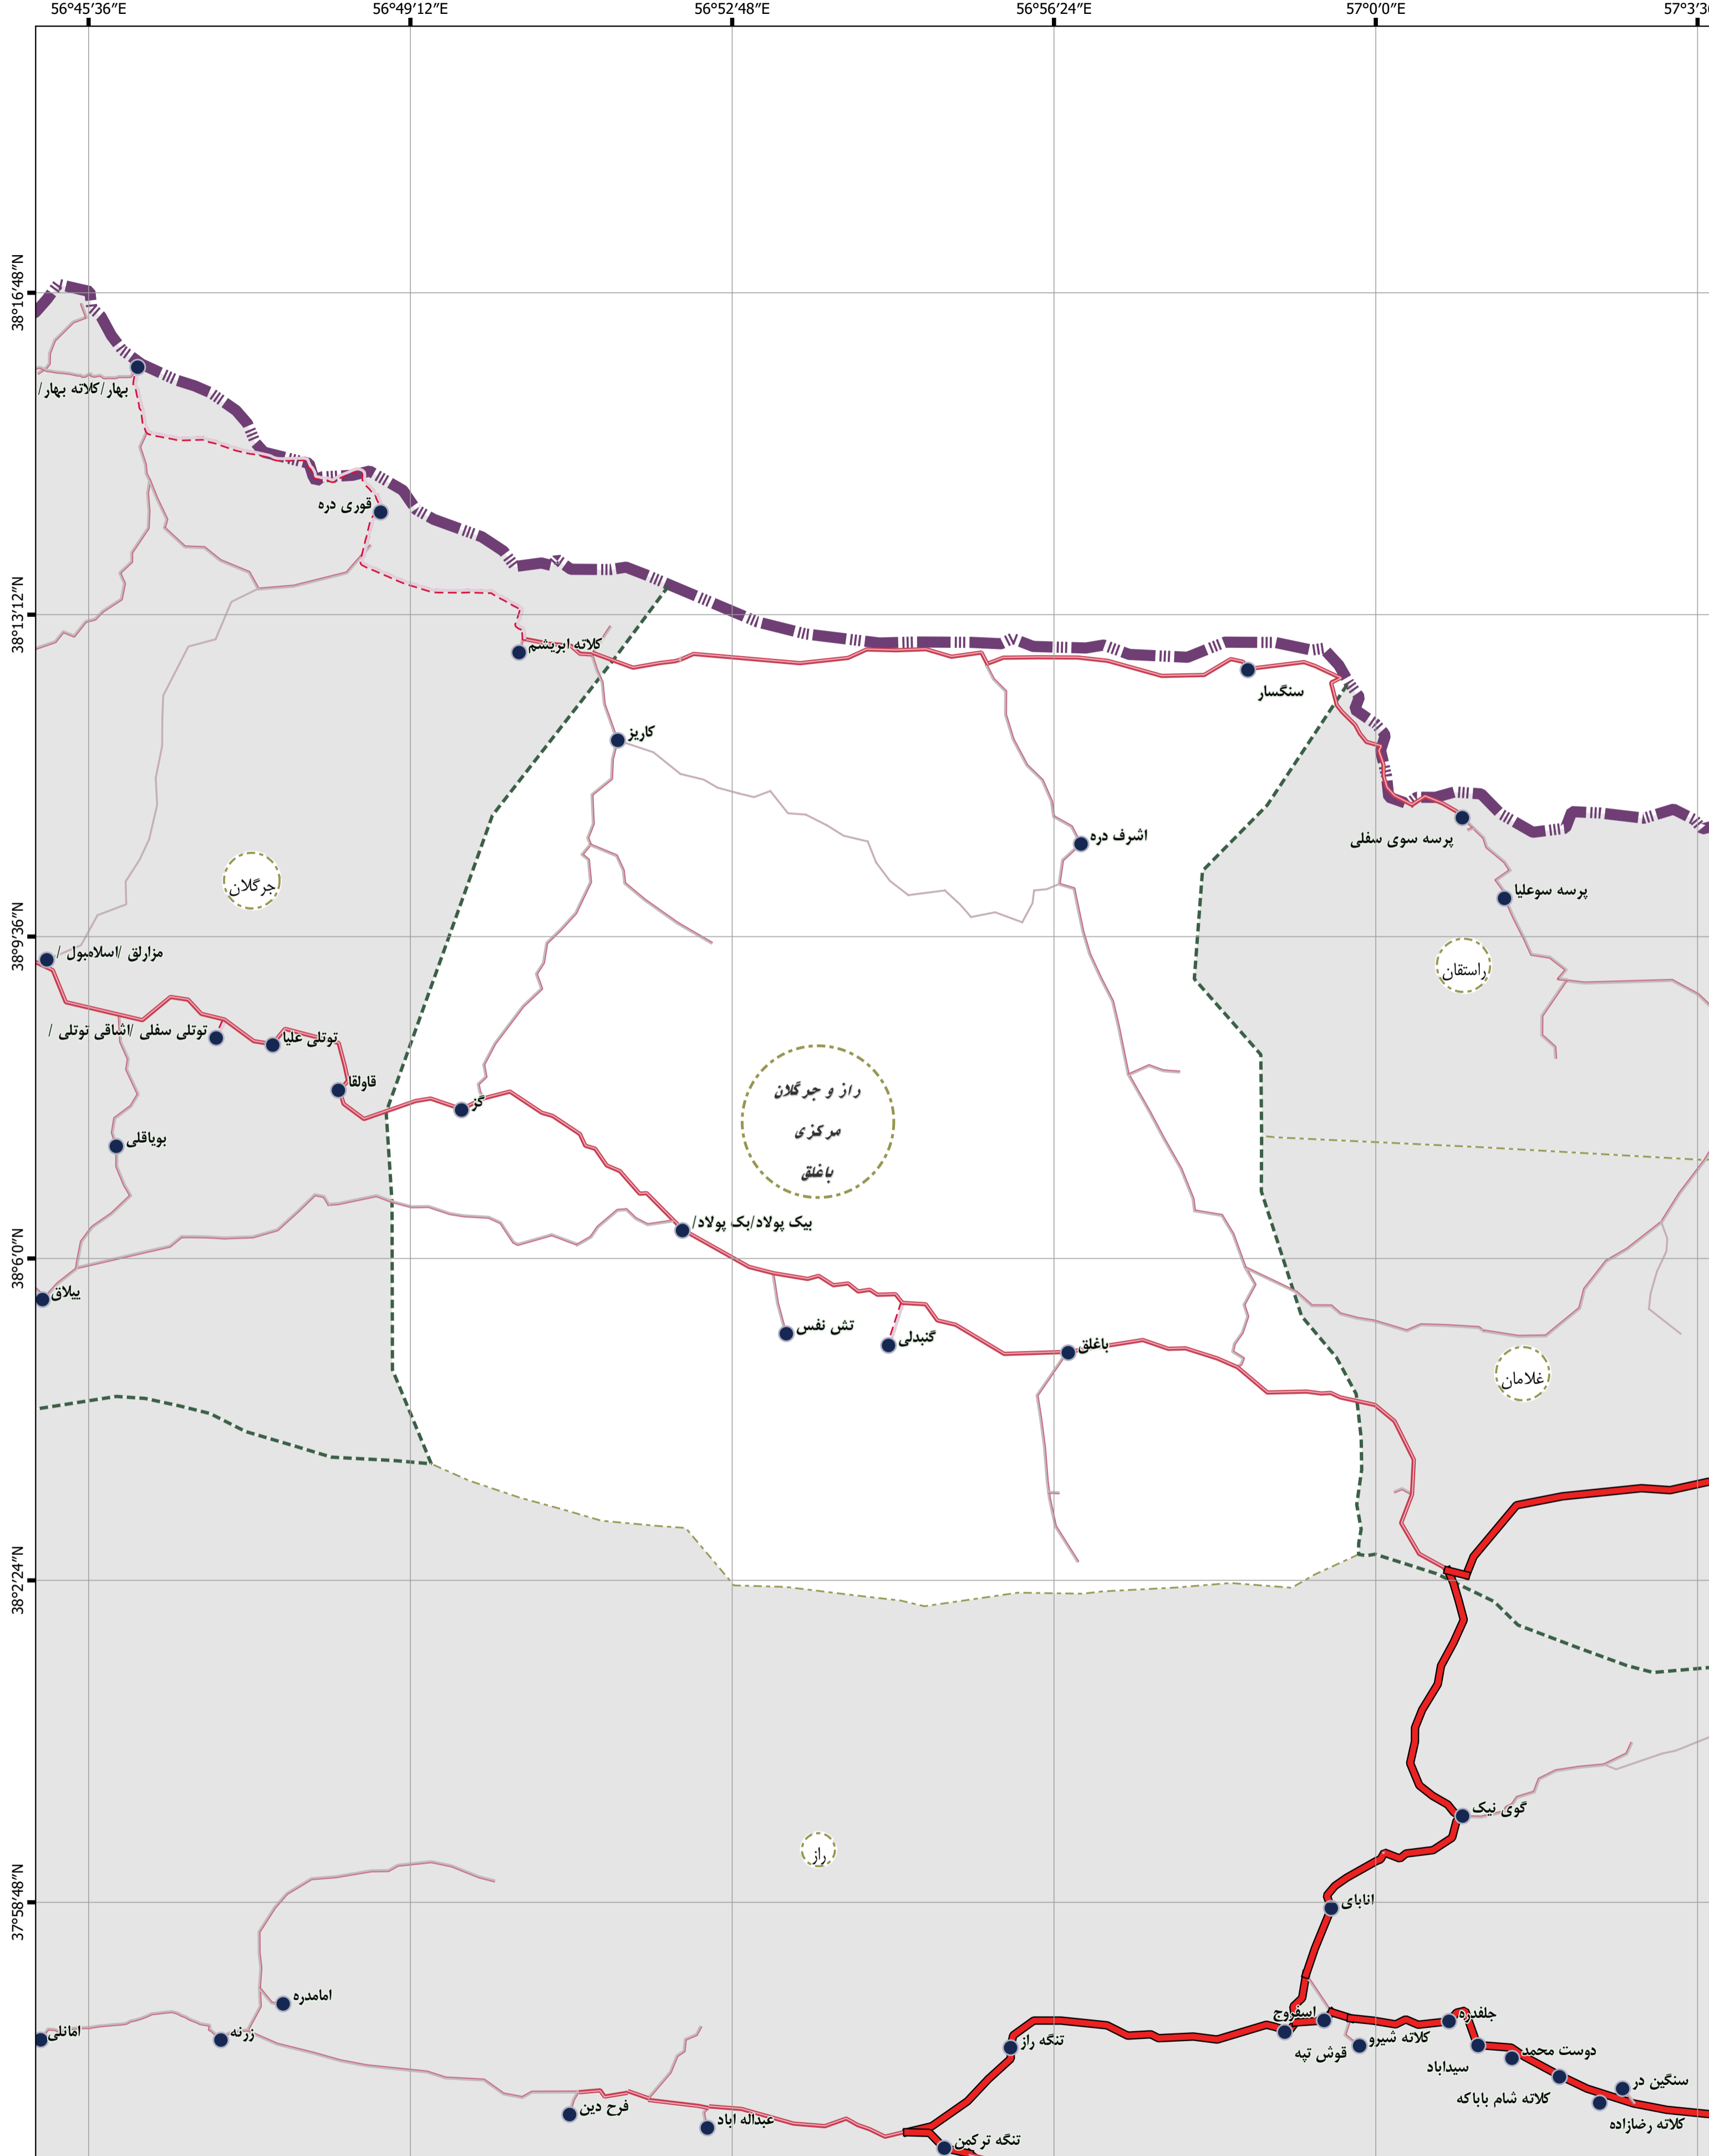 56°45'36"E
56°49'12"E
56°52'48"E
56°56'24"E
57°0'0"E
38°16'48"N
بهار/کلاته بهار/
قوری دره
38°13'12"N
کلاته ابریشم
سنگسار
کاریز
اشرف دره
پرسه سوی سفلی
جرگلان
پرسه سوعلیا
38°9'36"N
مزارلق /اسلامبول /
راستقان
توتلی سفلی /اشاقی توتلی /
توتلی علیا
قاولقا
گز
راز و جرگلان
مرکزی
باغلق
بویاقلی
بیک پولاد/بک پولاد/
38°6'0"N
ییلاق
تش نفس
گنبدلی
باغلق
غلامان
38°2'24"N
گوی نیک
راز
37°58'48"N
انابای
امامدره
امانلی
زرنه
تنگه راز
اسفروج
جلفدره
کلاته شیرو
قوش تپه
دوست محمد
سیداباد
سنگین در
کلاته شام باباکه
کلاته رضازاده
فرح دین
عبداله اباد
تنگه ترکمن